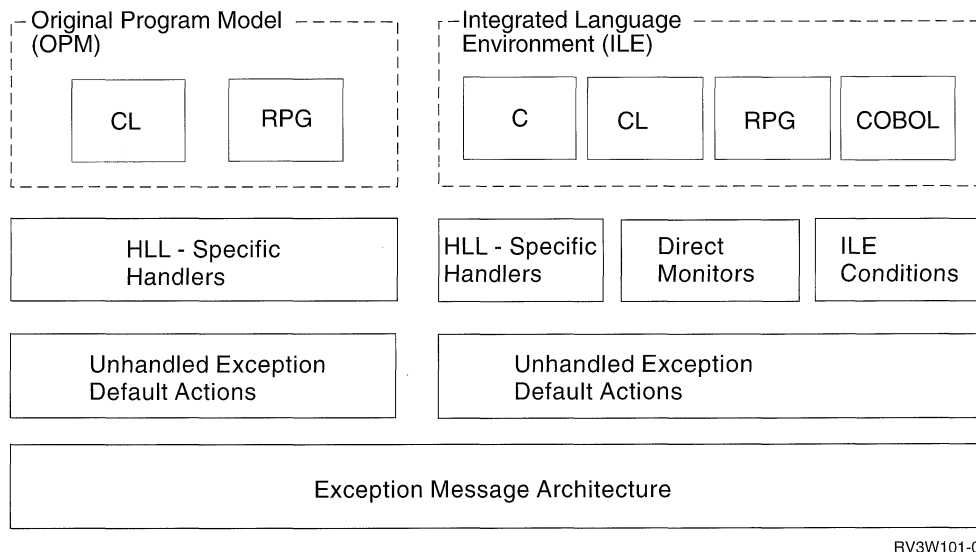 Original Program Model
(OPM)
CL
RPG
Integrated Language
Environment (ILE)
C
CL
RPG
COBOL
HLL - Specific
Handlers
HLL - Specific
Handlers
Direct
Monitors
ILE
Conditions
Unhandled Exception
Default Actions
Unhandled Exception
Default Actions
Exception Message Architecture